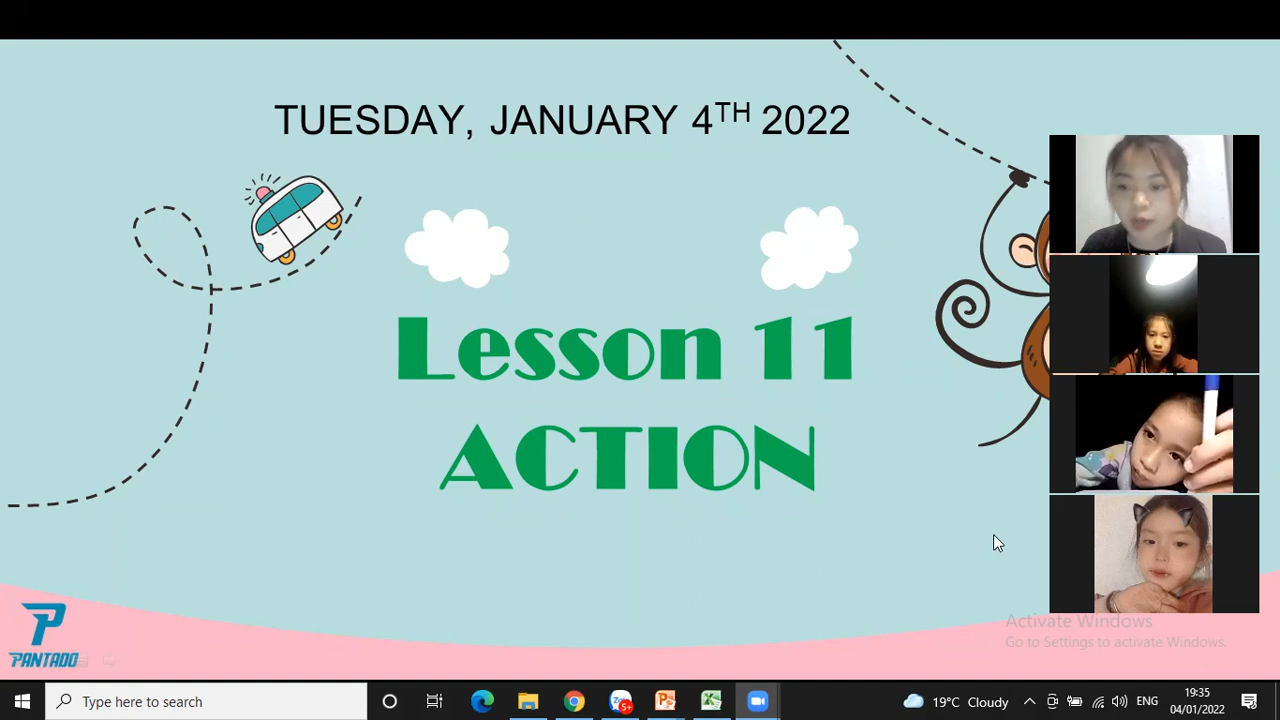 TUESDAY, JANUARY 4TH 2022
Lesson 11
ACTION
PANTADO
Activate Windows
Go to Settings to activate Windows.
Type here to search
5+
19°C Cloudy
ENG
19:35
04/01/2022